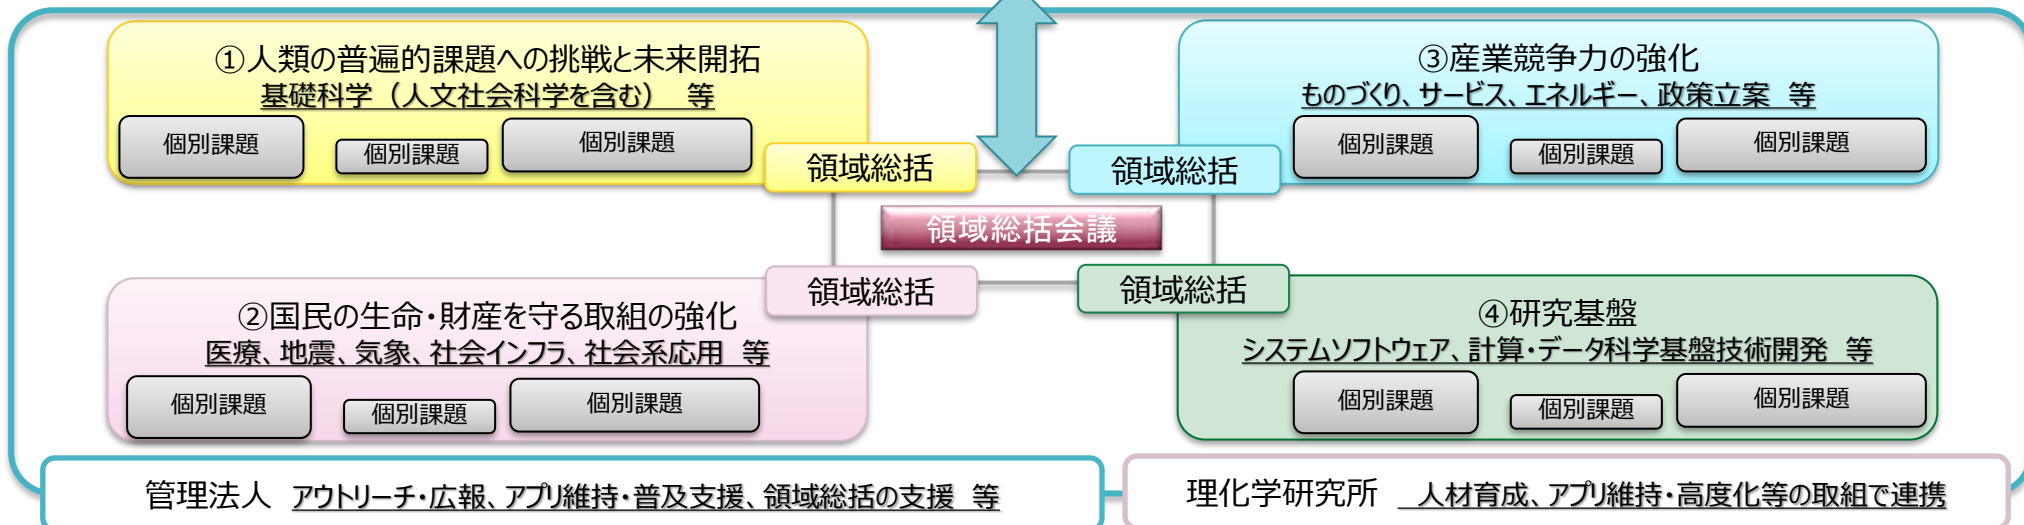 ①人類の普遍的課題への挑戦と未来開拓
基礎科学（人文社会科学を含む） 等
個別課題
個別課題
個別課題
領域総括
③産業競争力の強化
ものづくり、サービス、エネルギー、政策立案 等
個別課題
個別課題
個別課題
領域総括
領域総括会議
②国民の生命・財産を守る取組の強化
医療、地震、気象、社会インフラ、社会系応用 等
個別課題
個別課題
個別課題
領域総括
④研究基盤
システムソフトウェア、計算・データ科学基盤技術開発 等
個別課題
個別課題
個別課題
領域総括
管理法人 アウトリーチ・広報、アプリ維持・普及支援、領域総括の支援 等
理化学研究所 人材育成、アプリ維持・高度化等の取組で連携